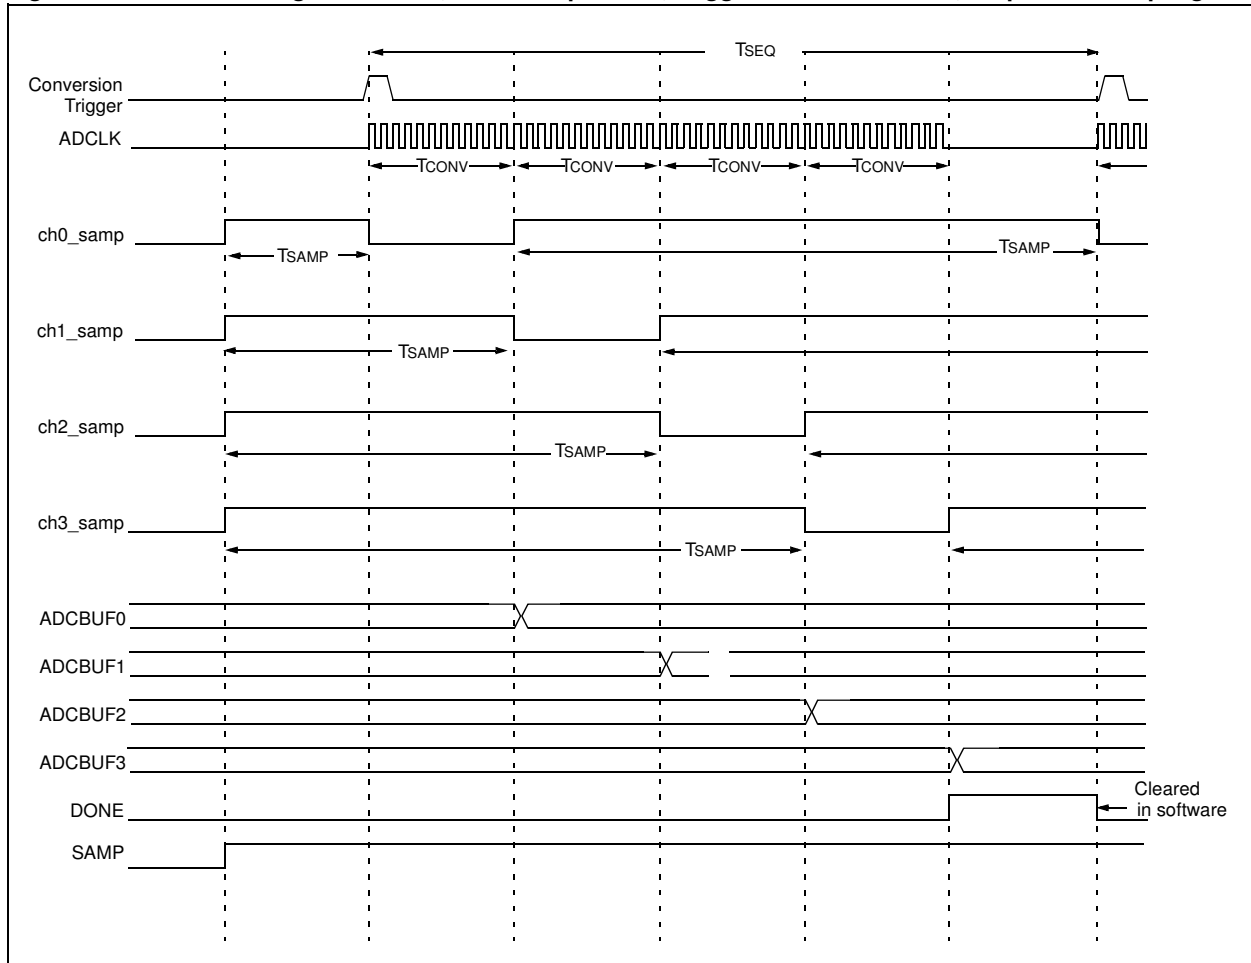 TSEQ
Conversion
Trigger
ADCLK
TCONV TCONV TCONV TCONV
ch0_samp
TSAMP TSAMP
ch1_samp
TSAMP
ch2_samp
TSAMP
ch3_samp
TSAMP
ADCBUF0
ADCBUF1
ADCBUF2
ADCBUF3
DONE
Cleared
in software
SAMP